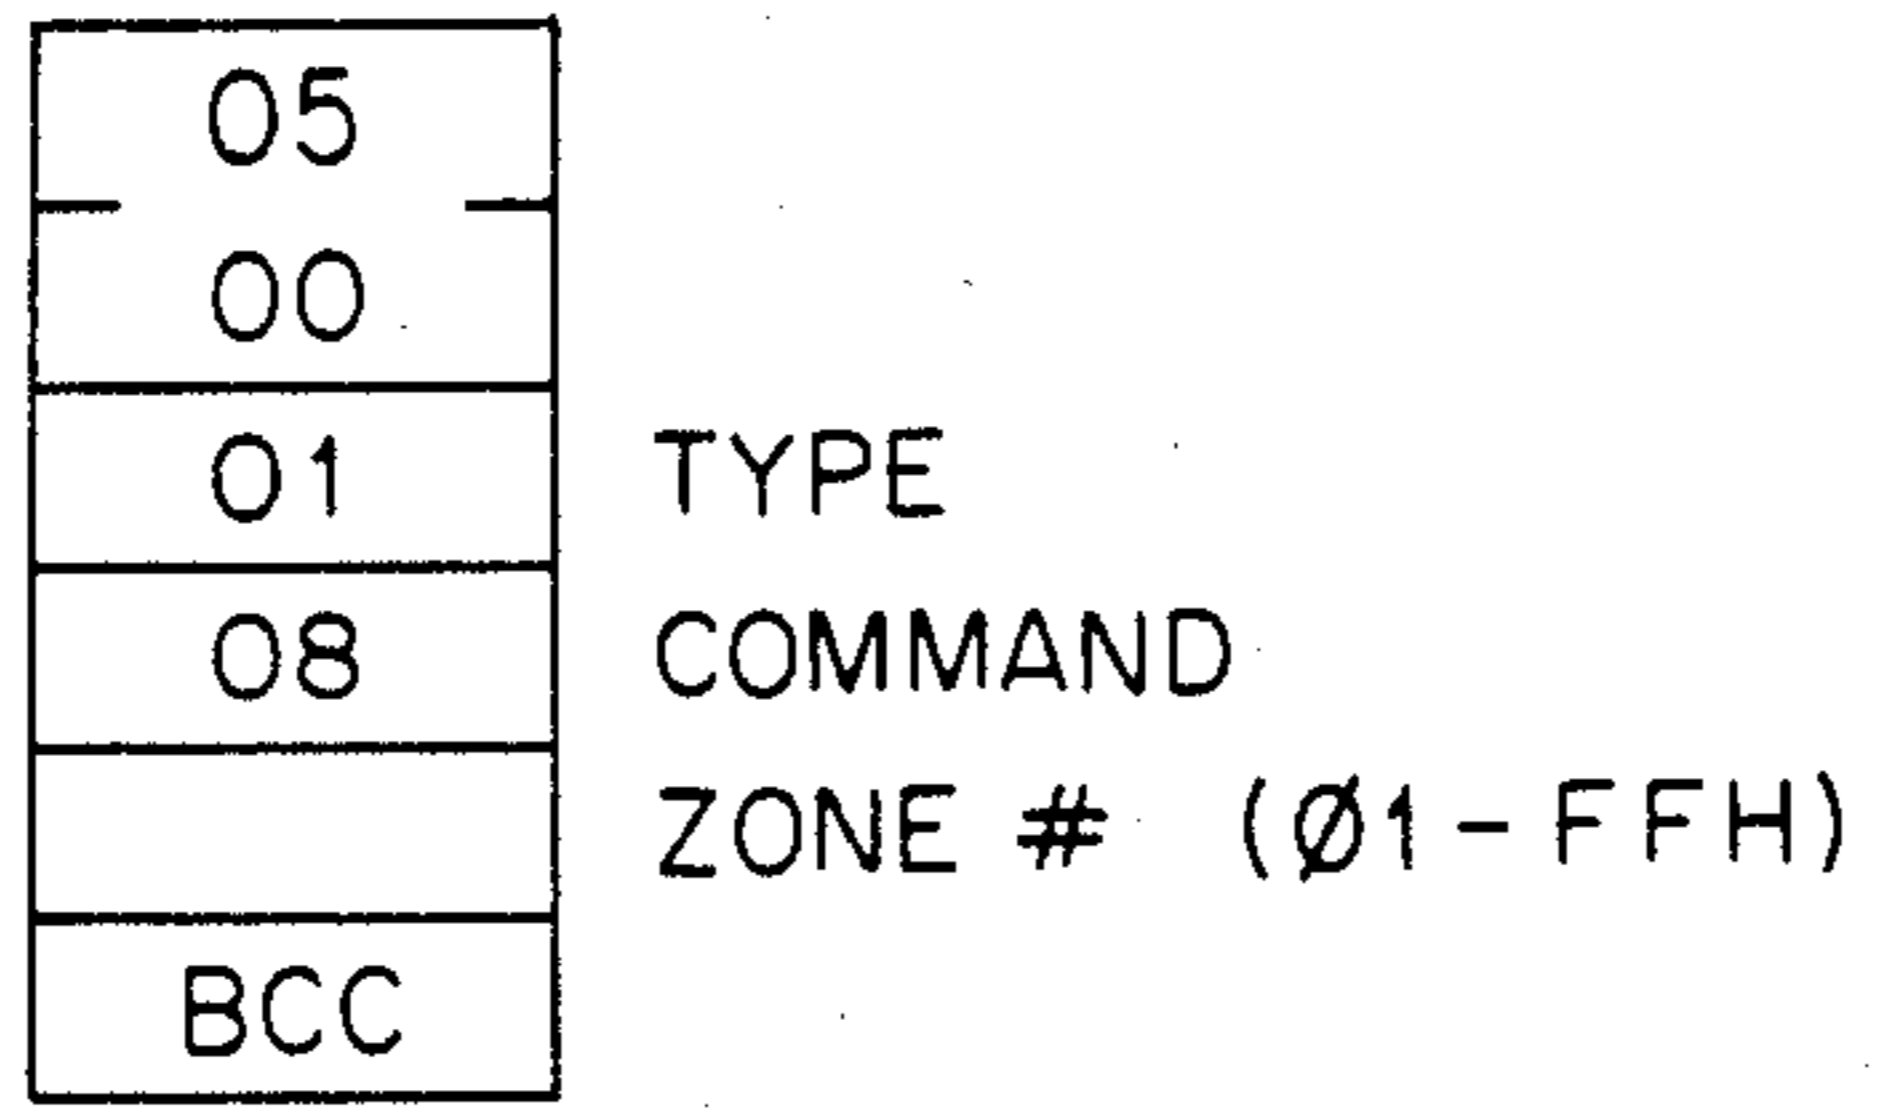 05
00
01 TYPE
08 COMMAND
ZONE # (Ø1-FFH)
BCC